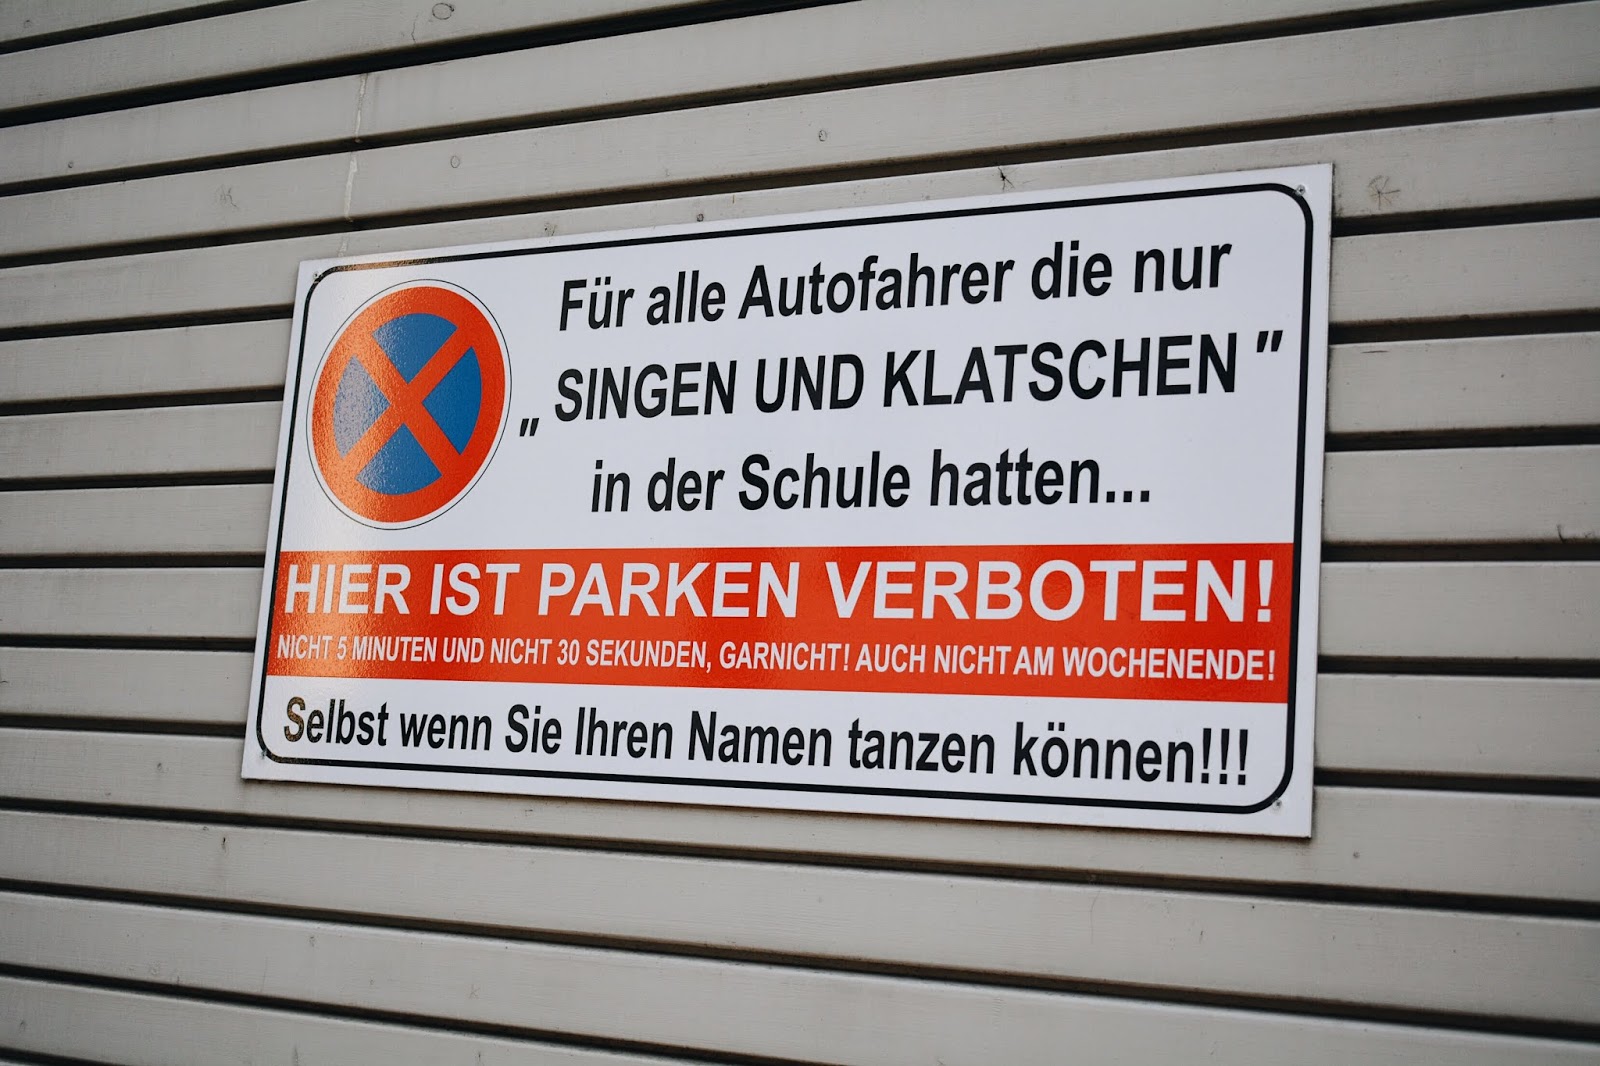 Für alle Autofahrer die nur
„ SINGEN UND KLATSCHEN "
in der Schule hatten...
HIER IST PARKEN VERBOTEN!
NICHT 5 MINUTEN UND NICHT 30 SEKUNDEN, GARNICHT! AUCH NICHT AM WOCHENENDE!
Selbst wenn Sie Ihren Namen tanzen können!!!